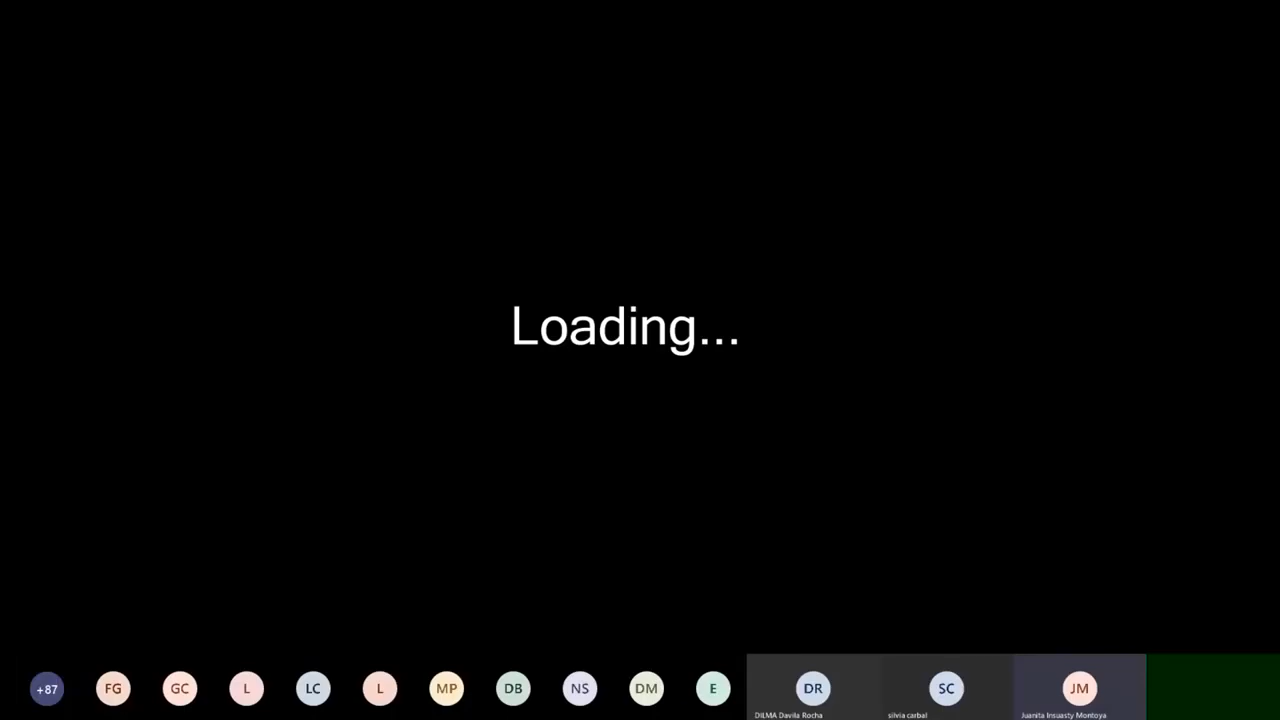 Loading...
+87 FG GC L LC L MP DB NS DM E DR SC JM
DILMA Davila Rocha silvia carbal Juanita Insuasty Montoya